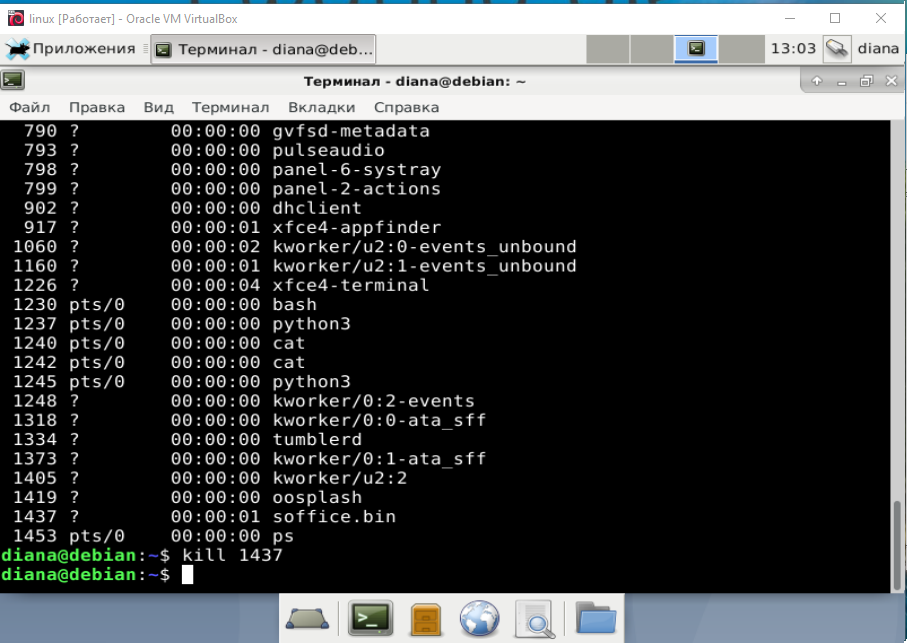 linux [Работает] - Oracle VM VirtualBox
Приложения
Терминал - diana@deb...
13:03
diana
Терминал - diana@debian: ~
Файл Правка Вид Терминал Вкладки Справка
790 ? 00:00:00 gvfsd-metadata
793 ? 00:00:00 pulseaudio
798 ? 00:00:00 panel-6-systray
799 ? 00:00:00 panel-2-actions
902 ? 00:00:00 dhclient
917 ? 00:00:01 xfce4-appfinder
1060 ? 00:00:02 kworker/u2:0-events_unbound
1160 ? 00:00:01 kworker/u2:1-events_unbound
1226 ? 00:00:04 xfce4-terminal
1230 pts/0 00:00:00 bash
1237 pts/0 00:00:00 python3
1240 pts/0 00:00:00 cat
1242 pts/0 00:00:00 cat
1245 pts/0 00:00:00 python3
1248 ? 00:00:00 kworker/0:2-events
1318 ? 00:00:00 kworker/0:0-ata_sff
1334 ? 00:00:00 tumblerd
1373 ? 00:00:00 kworker/0:1-ata_sff
1405 ? 00:00:00 kworker/u2:2
1419 ? 00:00:00 oosplash
1437 ? 00:00:01 soffice.bin
1453 pts/0 00:00:00 ps
diana@debian:~$ kill 1437
diana@debian:~$